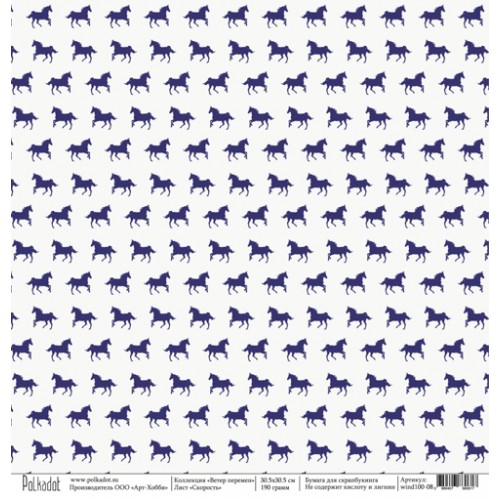 Polkadot
www.polkadot.ru
Производитель ООО «Арт-Хобби»
Коллекция «Ветер перемен»
Лист «Скорость»
30.5x30.5 см
190 грамм
Бумага для скрапбукинга
Не содержит кислоту и лигнин
Артикул:
wind100-08